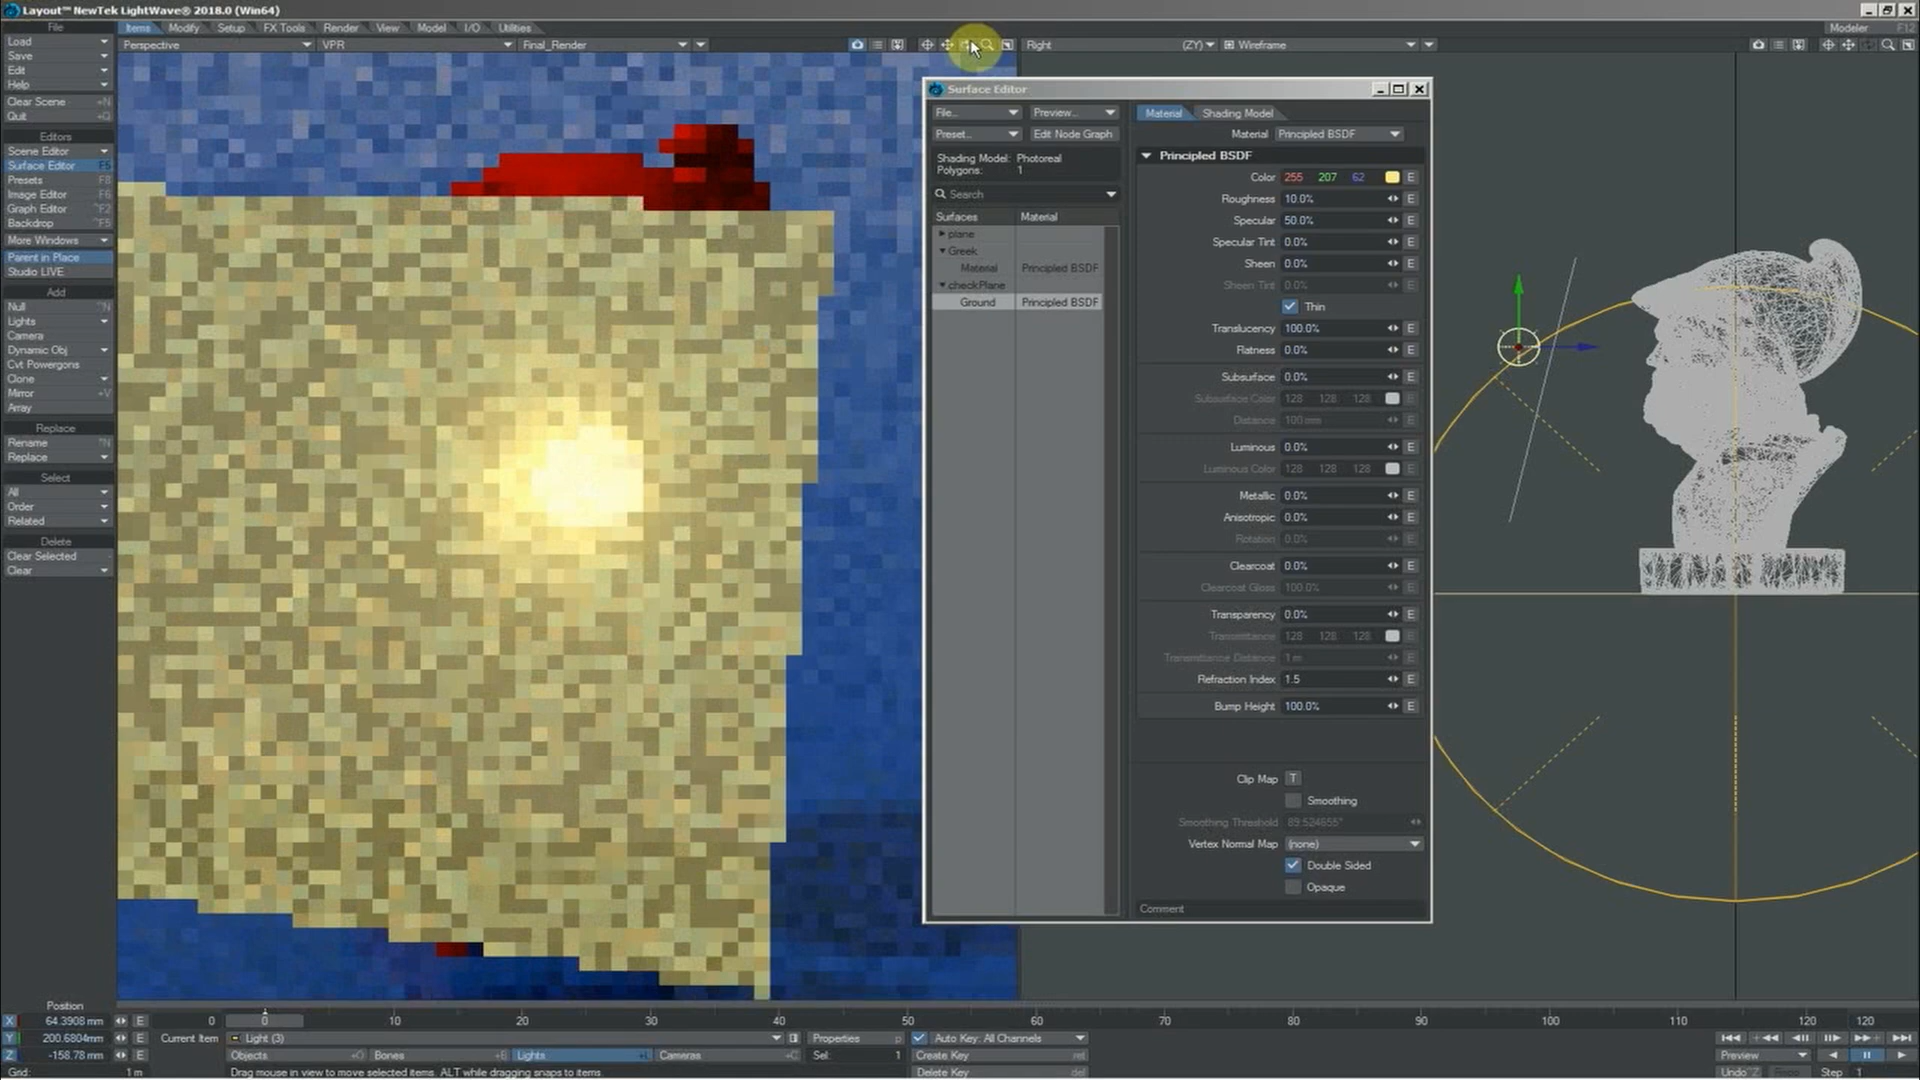 Layout™ NewTek LightWave® 2018.0 (Win64)
File
Items Modify Setup FX Tools Render View Model I/O Utilities
Modeler F12
Load
Save
Edit
Help
Clear Scene +N
Quit +Q
Perspective
VPR
Final_Render
Right
(ZY)
Wireframe
Editors
Scene Editor
Surface Editor F5
Presets F8
Image Editor F6
Graph Editor ^F2
Backdrop ^F5
More Windows
Parent in Place
Studio LIVE
Add
Null ^N
Lights
Camera
Dynamic Obj
Cvt Powergons
Clone
Mirror +V
Array
Replace
Rename ^N
Replace
Select
All
Order
Related
Delete
Clear Selected -
Clear
Surface Editor
File...
Preview...
Preset...
Edit Node Graph
Shading Model: Photoreal
Polygons: 1
Search
Surfaces Material
plane
Greek
Material Principled BSDF
checkPlane
Ground Principled BSDF
Material Shading Model
Material Principled BSDF
Principled BSDF
Color 255 207 62 E
Roughness 10.0% E
Specular 50.0% E
Specular Tint 0.0% E
Sheen 0.0% E
Sheen Tint 0.0% E
Thin
Translucency 100.0% E
Flatness 0.0% E
Subsurface 0.0% E
Subsurface Color 128 128 128 E
Distance 100 mm E
Luminous 0.0% E
Luminous Color 128 128 128 E
Metallic 0.0% E
Anisotropic 0.0% E
Rotation 0.0% E
Clearcoat 0.0% E
Clearcoat Gloss 100.0% E
Transparency 0.0% E
Transmittance 128 128 128 E
Transmittance Distance 1 m E
Refraction Index 1.5 E
Bump Height 100.0% E
Clip Map T
Smoothing
Smoothing Threshold 89.524655°
Vertex Normal Map (none)
Double Sided
Opaque
Comment
Position
X 64.3908 mm E
Y 200.6804mm E
Z -158.78 mm E
Grid: 1 m
0 0 10 20 30 40 50 60 70 80 90 100 110 120 120
Current Item Light (3)
Properties p
Auto Key: All Channels
Objects +O
Bones +B
Lights +L
Cameras +C
Sel: 1
Create Key ret
Drag mouse in view to move selected items. ALT while dragging snaps to items.
Delete Key del
Preview
Undo ^Z
Step 1